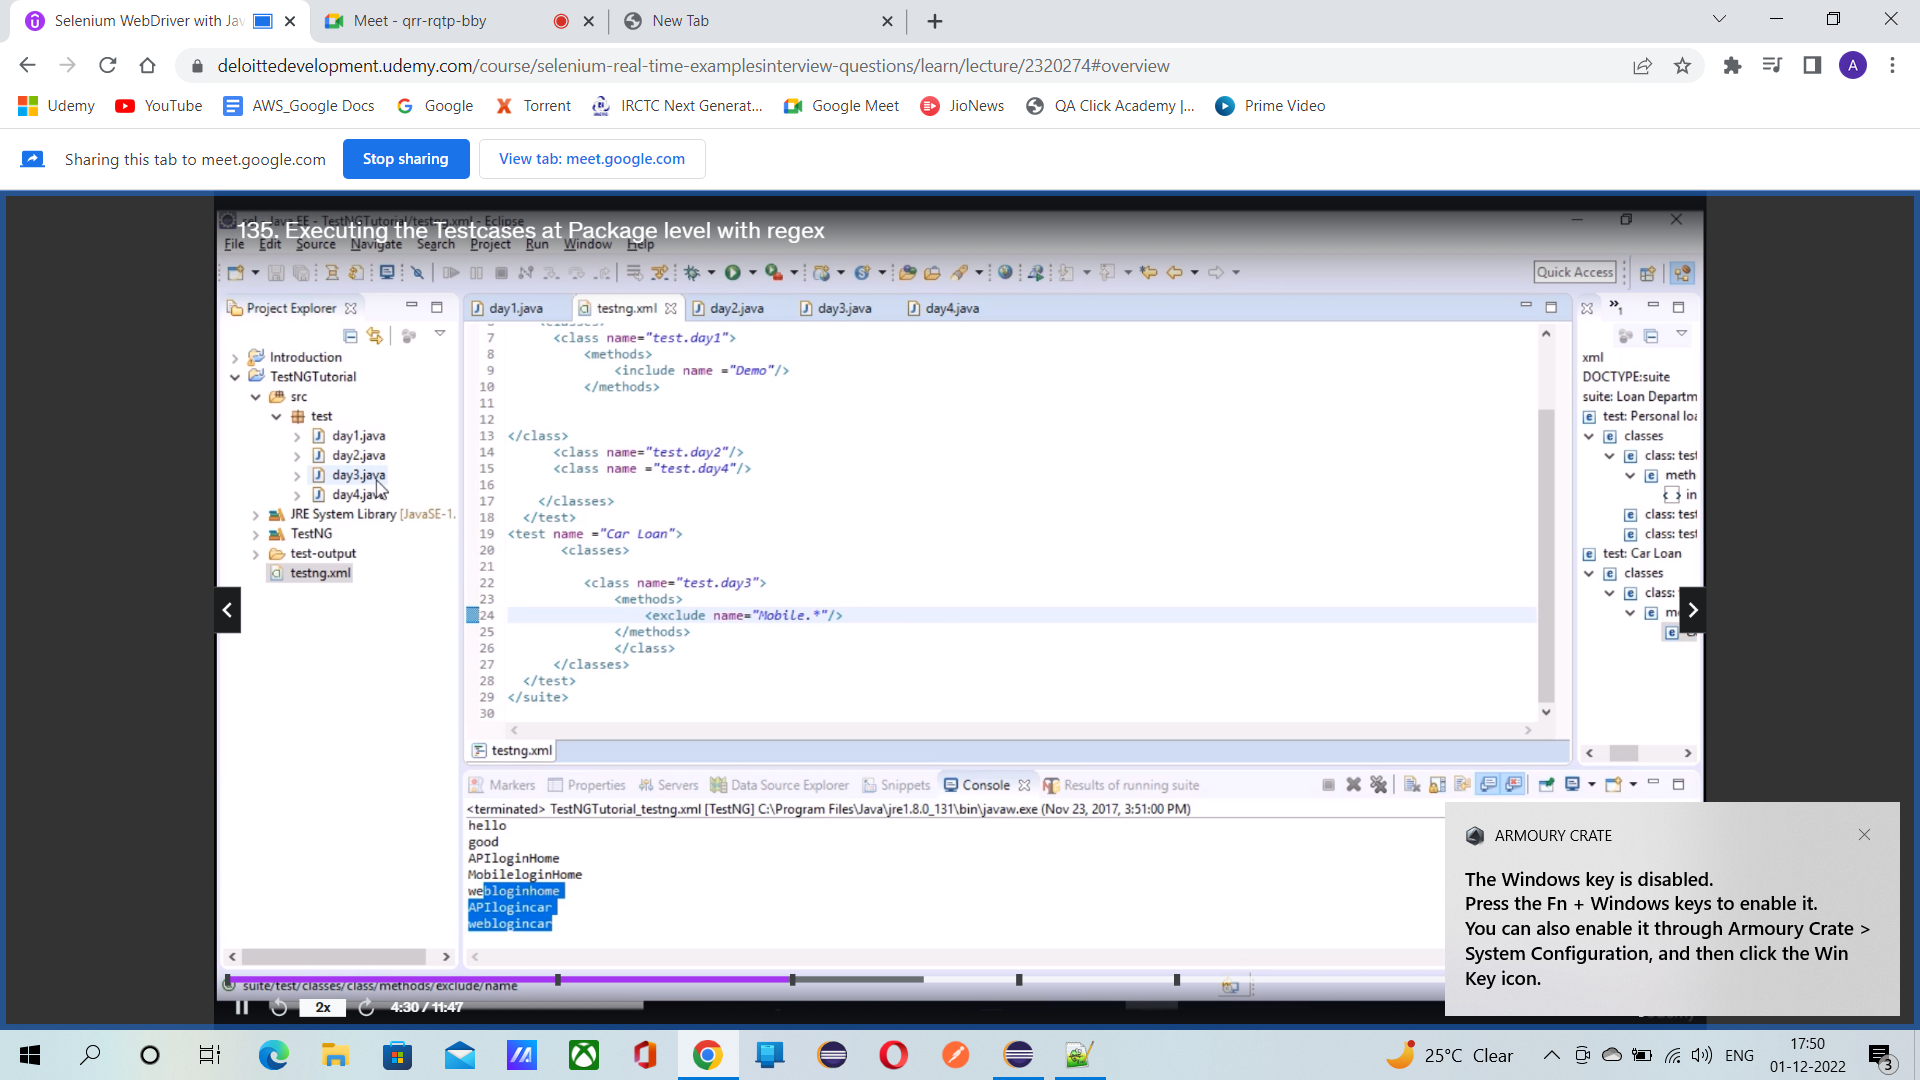 Selenium WebDriver with Jav
Meet - qrr-rqtp-bby
New Tab
deloittedevelopment.udemy.com/course/selenium-real-time-examplesinterview-questions/learn/lecture/2320274#overview
A
Udemy
YouTube
AWS_Google Docs
Google
Torrent
IRCTC Next Generat...
Google Meet
JioNews
QA Click Academy |...
Prime Video
Sharing this tab to meet.google.com
Stop sharing
View tab: meet.google.com
sel - Java EE - TestNGTutorial/testng.xml - Eclipse
135. Executing the Testcases at Package level with regex
File Edit Source Navigate Search Project Run Window Help
Quick Access
Project Explorer
day1.java
testng.xml
day2.java
day3.java
day4.java
Introduction
TestNGTutorial
src
test
day1.java
day2.java
day3.java
day4.java
JRE System Library [JavaSE-1.
TestNG
test-output
testng.xml
6 <classes>
7 <class name="test.day1">
8 <methods>
9 <include name ="Demo"/>
10 </methods>
11
12
13 </class>
14 <class name="test.day2"/>
15 <class name ="test.day4"/>
16
17 </classes>
18 </test>
19 <test name ="Car Loan">
20 <classes>
21
22 <class name="test.day3">
23 <methods>
24 <exclude name="Mobile.*"/>
25 </methods>
26 </class>
27 </classes>
28 </test>
29 </suite>
30
testng.xml
xml
DOCTYPE:suite
suite: Loan Departm
test: Personal loa
classes
class: test
meth
in
class: test
class: test
test: Car Loan
classes
class:
m
Markers
Properties
Servers
Data Source Explorer
Snippets
Console
Results of running suite
<terminated> TestNGTutorial_testng.xml [TestNG] C:\Program Files\Java\jre1.8.0_131\bin\javaw.exe (Nov 23, 2017, 3:51:00 PM)
hello
good
APIloginHome
MobileloginHome
webloginhome
APIlogincar
weblogincar
suite/test/classes/class/methods/exclude/name
2x
4:30 / 11:47
ARMOURY CRATE
The Windows key is disabled.
Press the Fn + Windows keys to enable it.
You can also enable it through Armoury Crate >
System Configuration, and then click the Win
Key icon.
25°C Clear
ENG
17:50
01-12-2022
3